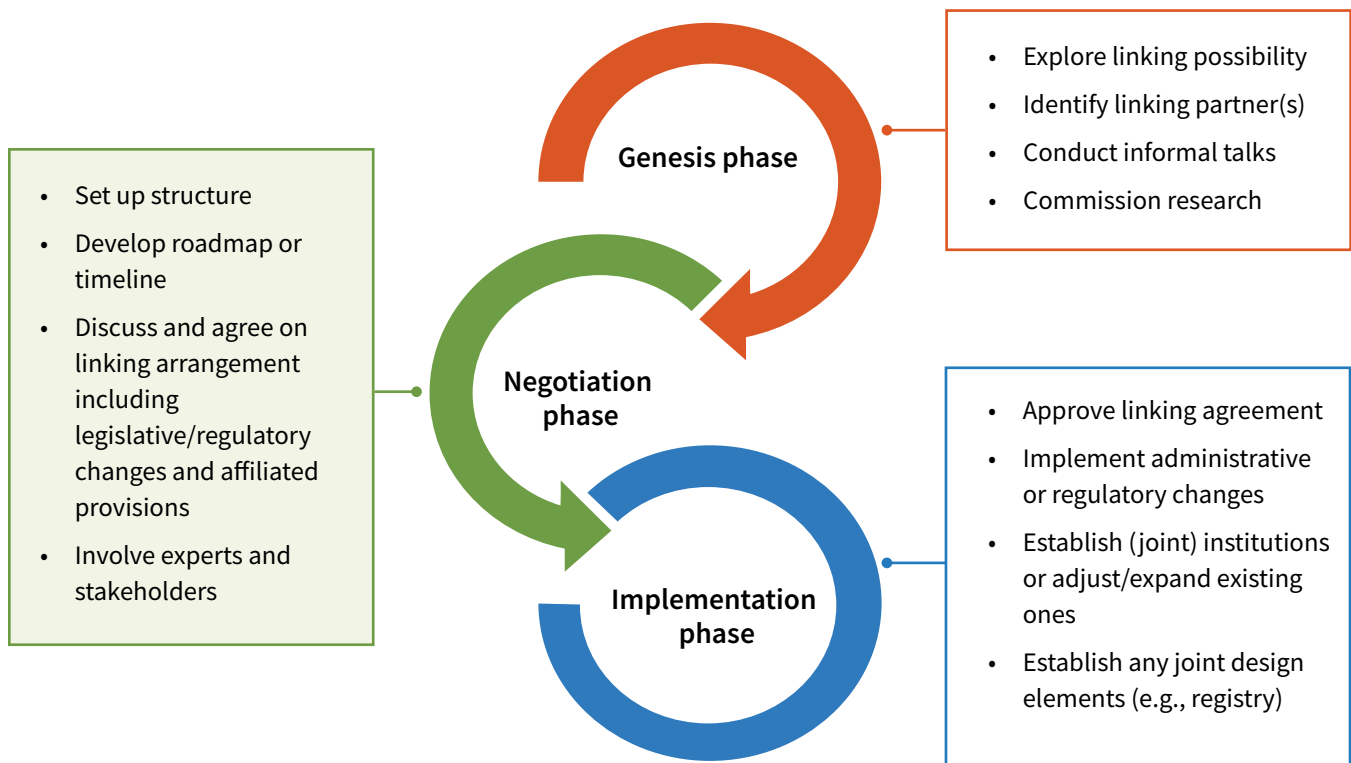 Genesis phase
• Explore linking possibility
• Identify linking partner(s)
• Conduct informal talks
• Commission research
Negotiation
phase
• Set up structure
• Develop roadmap or
timeline
• Discuss and agree on
linking arrangement
including
legislative/regulatory
changes and affiliated
provisions
• Involve experts and
stakeholders
Implementation
phase
• Approve linking agreement
• Implement administrative
or regulatory changes
• Establish (joint) institutions
or adjust/expand existing
ones
• Establish any joint design
elements (e.g., registry)